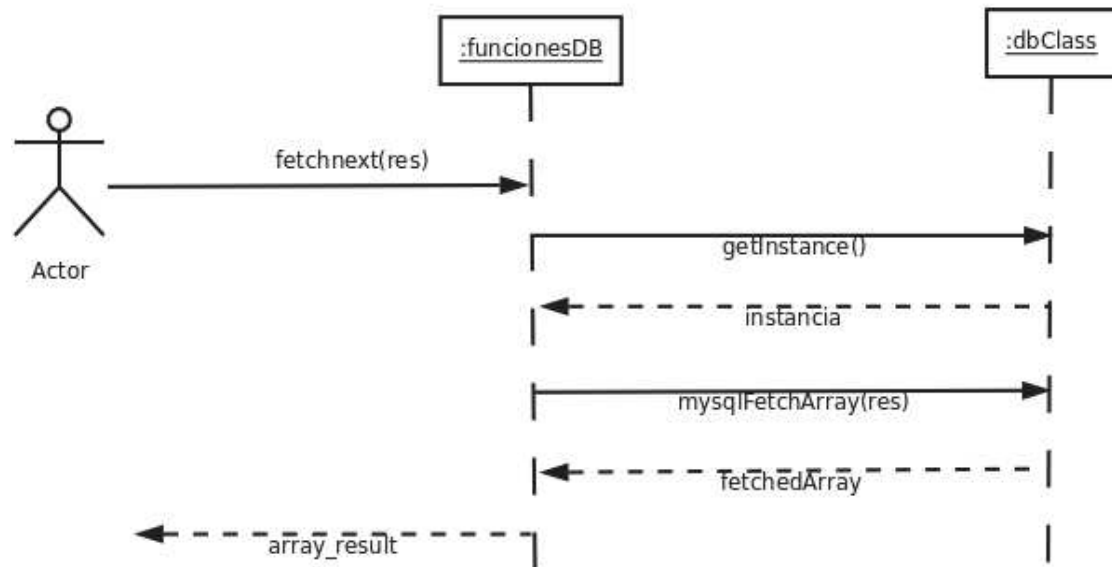 :funcionesDB
:dbClass
fetchnext(res)
getInstance()
Actor
instancia
mysqlFetchArray(res)
fetchedArray
array_result